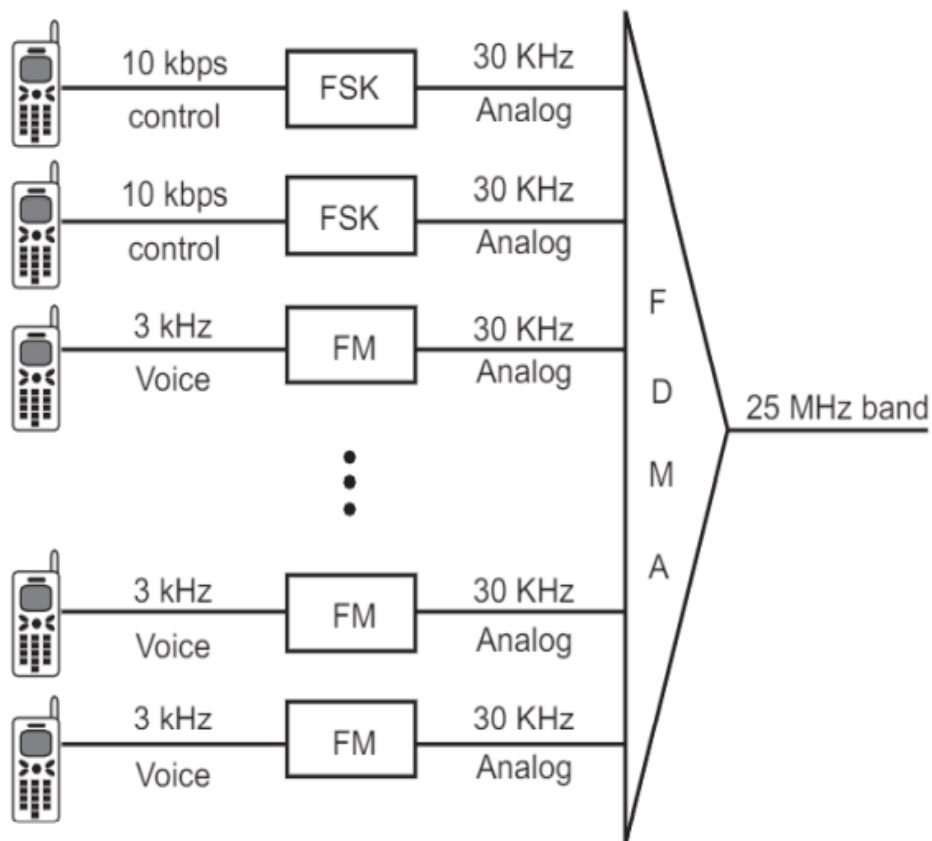 10 kbps
control
FSK
30 KHz
Analog
10 kbps
control
FSK
30 KHz
Analog
3 kHz
Voice
FM
30 KHz
Analog
3 kHz
Voice
FM
30 KHz
Analog
3 kHz
Voice
FM
30 KHz
Analog
F
D
M
A
25 MHz band